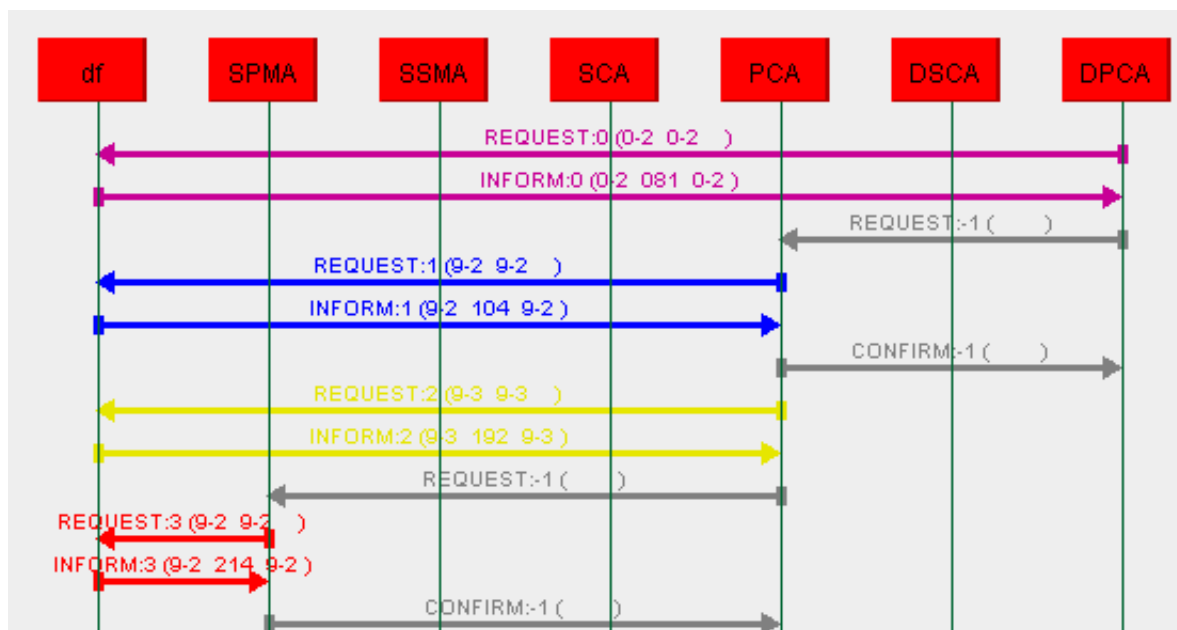 df SPMA SSMA SCA PCA DSCA DPCA
REQUEST:0 (0-2 0-2 )
INFORM:0 (0-2 081 0-2 )
REQUEST:-1 ( )
REQUEST:1 (9-2 9-2 )
INFORM:1 (9-2 104 9-2 )
CONFIRM:-1 ( )
REQUEST:2 (9-3 9-3 )
INFORM:2 (9-3 192 9-3 )
REQUEST:-1 ( )
REQUEST:3 (9-2 9-2 )
INFORM:3 (9-2 214 9-2 )
CONFIRM:-1 ( )